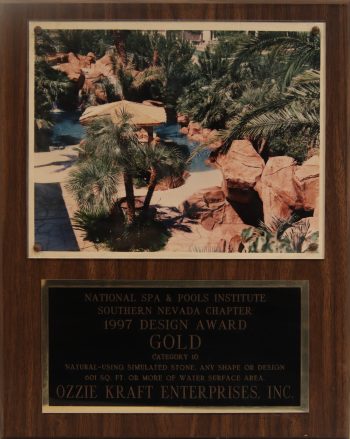 NATIONAL SPA & POOLS INSTITUTE
SOUTHERN NEVADA CHAPTER
1997 DESIGN AWARD
GOLD
CATEGORY 10
NATURAL-USING SIMULATED STONE, ANY SHAPE OR DESIGN
601 SQ. FT. OR MORE OF WATER SURFACE AREA.
OZZIE KRAFT ENTERPRISES, INC.